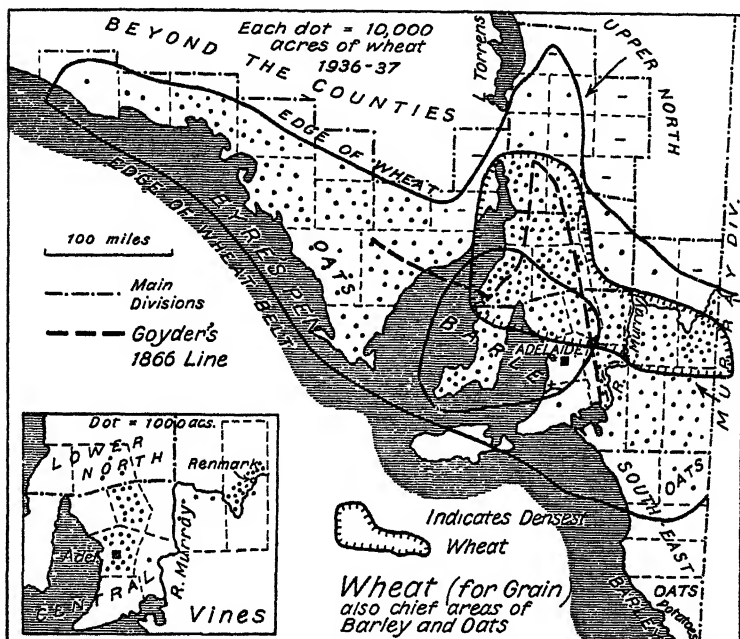 BEYOND THE COUNTIES
Each dot = 10,000
acres of wheat
1936-37
L. Torrens
UPPER NORTH
EDGE OF WHEAT
EDGE OF WHEAT BELT
EYRES PEN
OATS
100 miles
Main
Divisions
Goyder's
1866 Line
BARLEY
ADELAIDE
R. Murray
MURRAY DIV.
SOUTH EAST
OATS
OATS
Potatoes
BARLEY
Dot = 1000 acs.
LOWER
NORTH
Renmark
Adel.
R. Murray
CENTRAL
Vines
Indicates Densest
Wheat
Wheat (for Grain)
also chief areas of
Barley and Oats